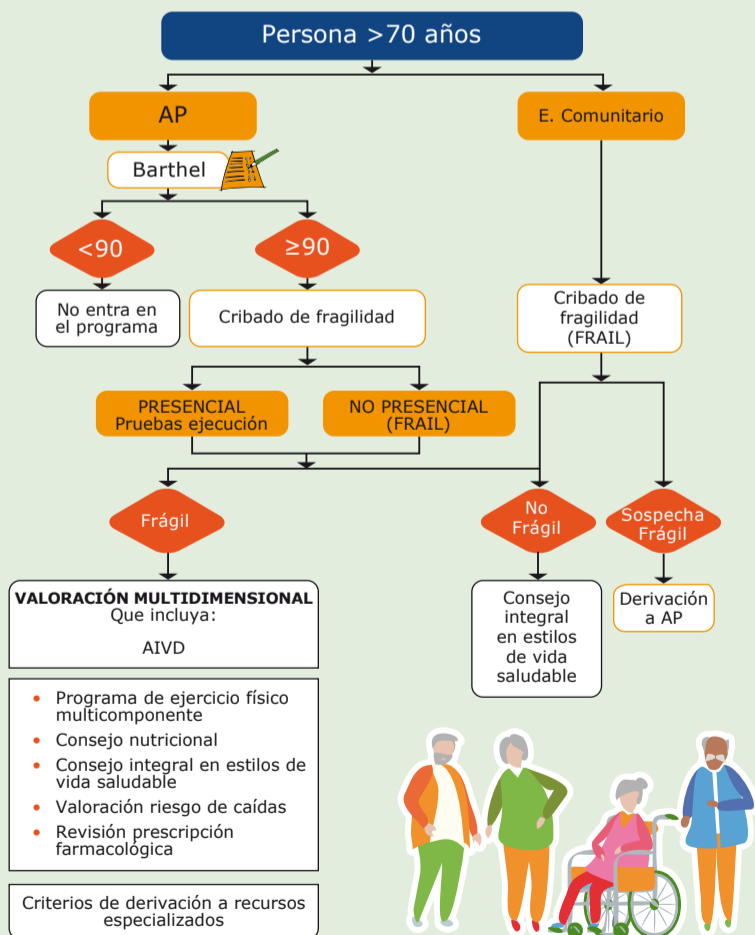 Persona >70 años
AP
E. Comunitario
Barthel
<90
≥90
No entra en
el programa
Cribado de fragilidad
Cribado de
fragilidad
(FRAIL)
PRESENCIAL
Pruebas ejecución
NO PRESENCIAL
(FRAIL)
Frágil
No
Frágil
Sospecha
Frágil
VALORACIÓN MULTIDIMENSIONAL
Que incluya:
AIVD
Consejo
integral
en estilos
de vida
saludable
Derivación
a AP
• Programa de ejercicio físico
multicomponente
• Consejo nutricional
• Consejo integral en estilos de
vida saludable
• Valoración riesgo de caídas
• Revisión prescripción
farmacológica
Criterios de derivación a recursos
especializados